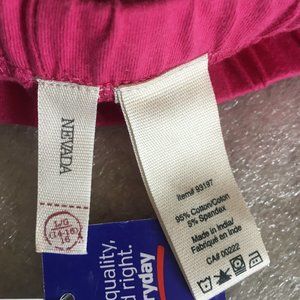 NEVADA
L/G
(14-16)
16
Item# 93197
95% Cotton/Coton
5% Spandex
Made in India/
Fabriqué en Inde
CA# 00922
quality,
d right.
ryday